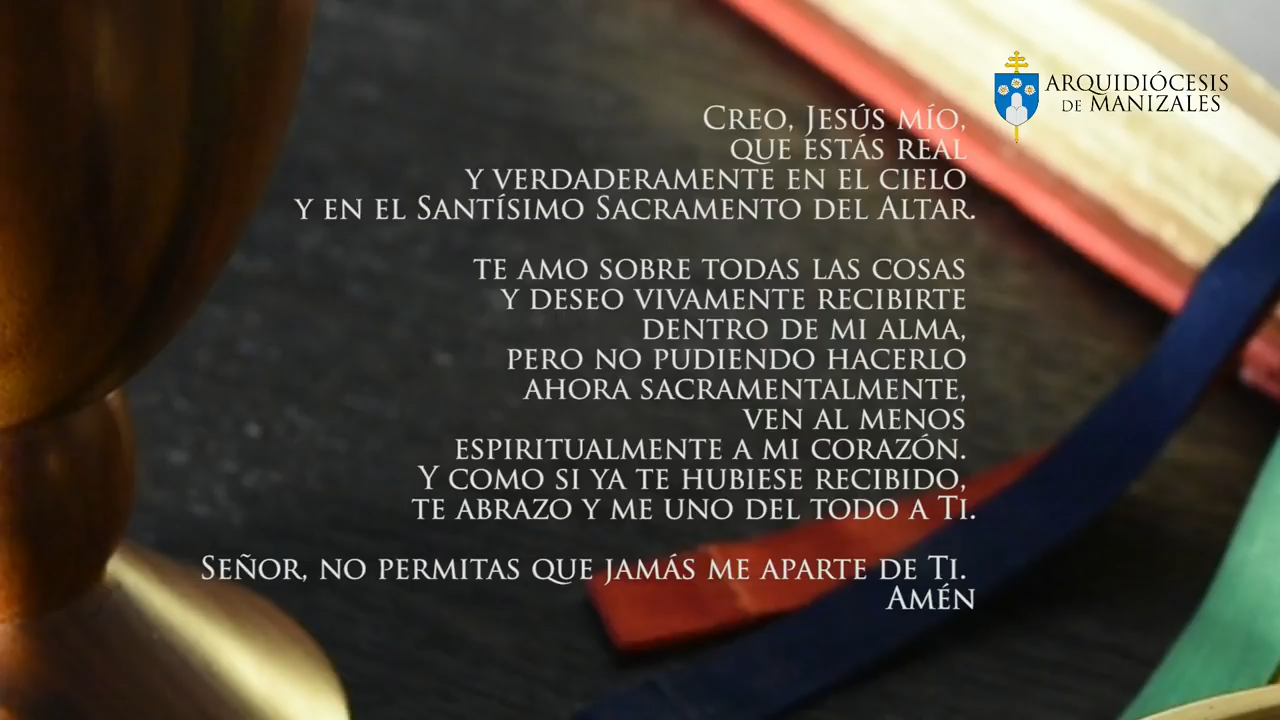 ARQUIDIÓCESIS
DE MANIZALES
CREO, JESÚS MÍO,
QUE ESTÁS REAL
Y VERDADERAMENTE EN EL CIELO
Y EN EL SANTÍSIMO SACRAMENTO DEL ALTAR.
TE AMO SOBRE TODAS LAS COSAS
Y DESEO VIVAMENTE RECIBIRTE
DENTRO DE MI ALMA,
PERO NO PUDIENDO HACERLO
AHORA SACRAMENTALMENTE,
VEN AL MENOS
ESPIRITUALMENTE A MI CORAZÓN.
Y COMO SI YA TE HUBIESE RECIBIDO,
TE ABRAZO Y ME UNO DEL TODO A TI.
SEÑOR, NO PERMITAS QUE JAMÁS ME APARTE DE TI.
AMÉN